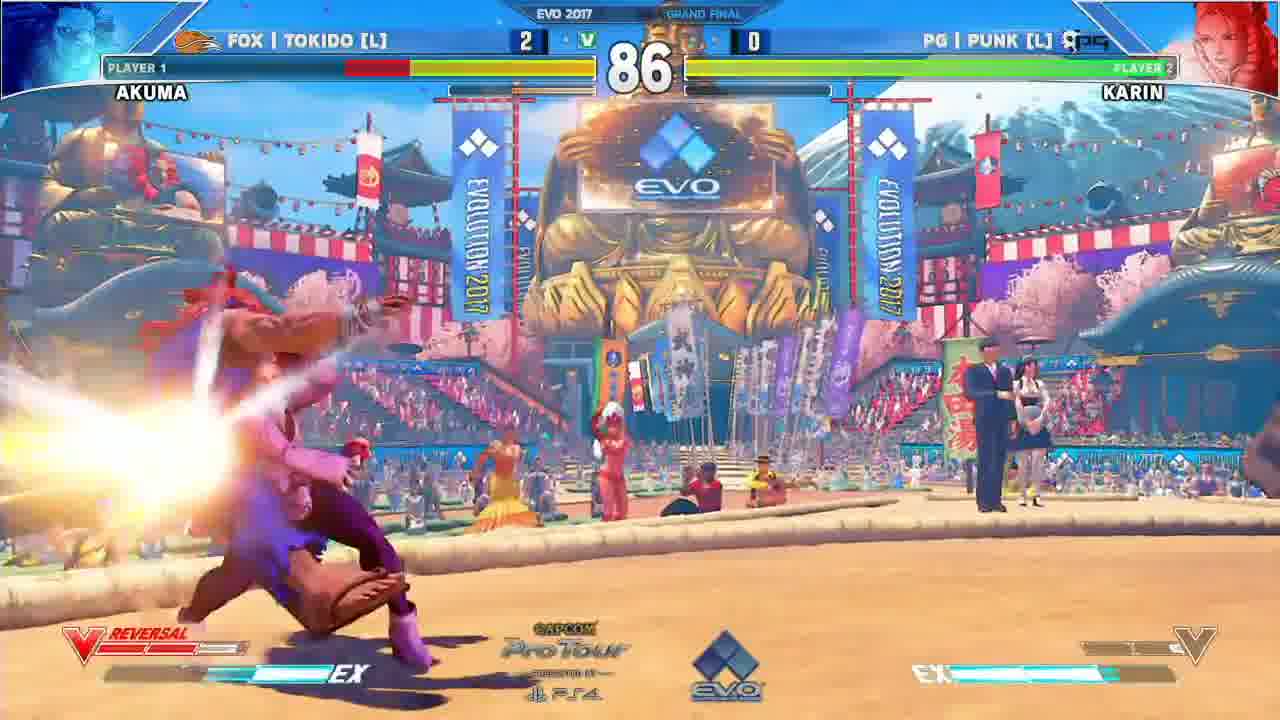 EVO 2017 GRAND FINAL
FOX | TOKIDO [L] 2 V 86 0 PG | PUNK [L]
PLAYER 1 PLAYER 2
AKUMA KARIN
EVO
EVOLUTION 2017 EVOLUTION 2017
REVERSAL
EX EX
CAPCOM
Pro Tour
PS4
EVO